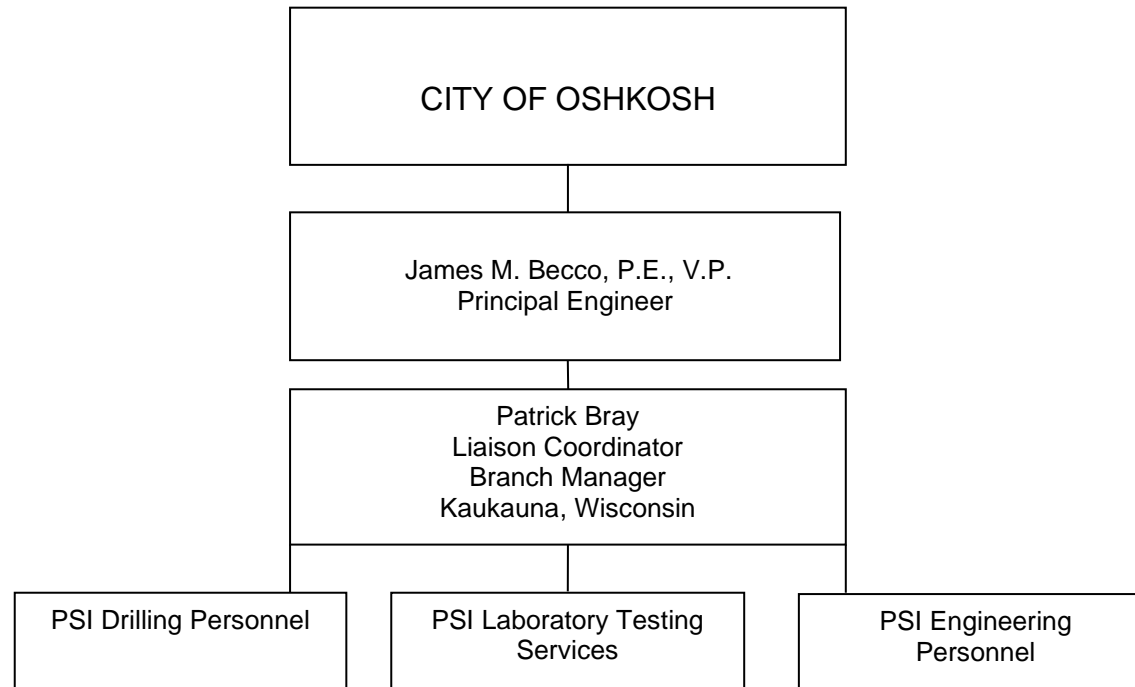 CITY OF OSHKOSH
James M. Becco, P.E., V.P.
Principal Engineer
Patrick Bray
Liaison Coordinator
Branch Manager
Kaukauna, Wisconsin
PSI Drilling Personnel
PSI Laboratory Testing
Services
PSI Engineering
Personnel